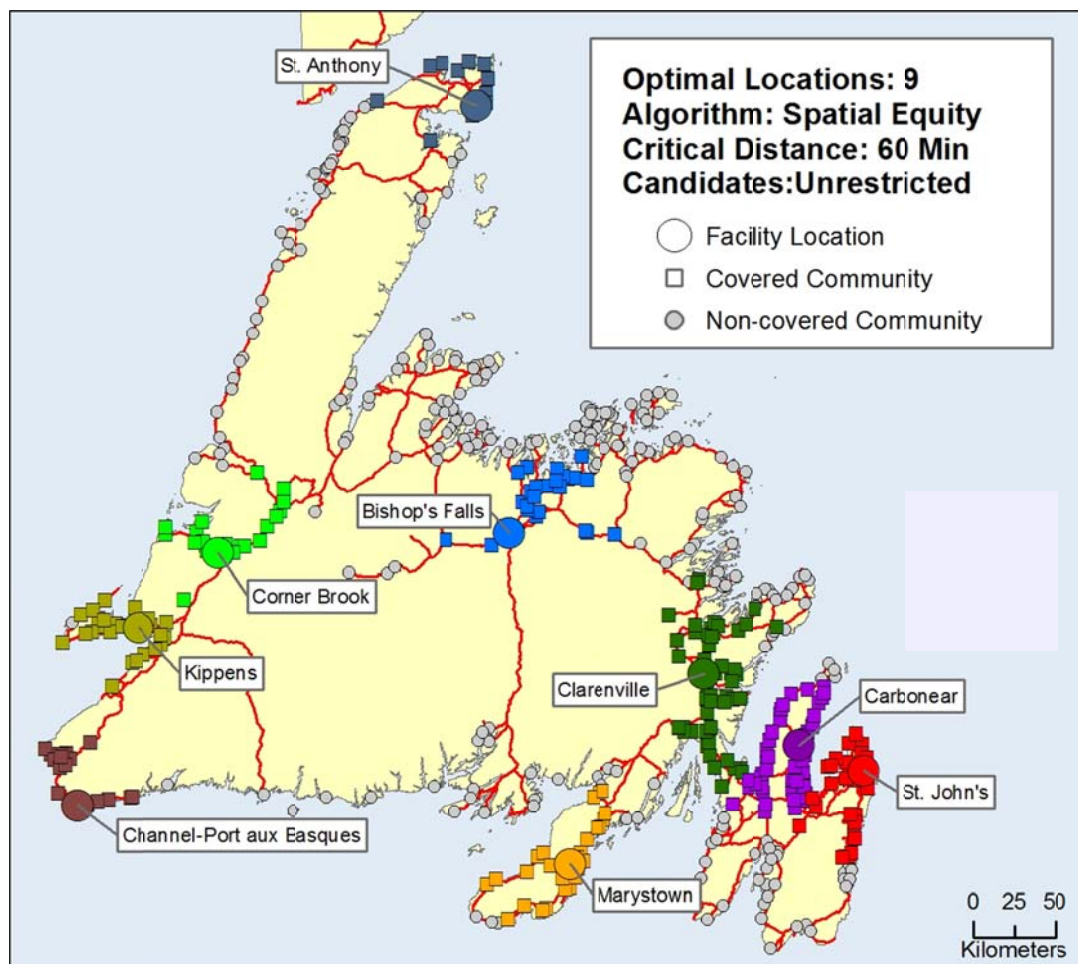 St. Anthony
Optimal Locations: 9
Algorithm: Spatial Equity
Critical Distance: 60 Min
Candidates:Unrestricted
Facility Location
Covered Community
Non-covered Community
Bishop's Falls
Corner Brook
Kippens
Clarenville
Carbonear
St. John's
Channel-Port aux Easques
Marystown
0 25 50
Kilometers